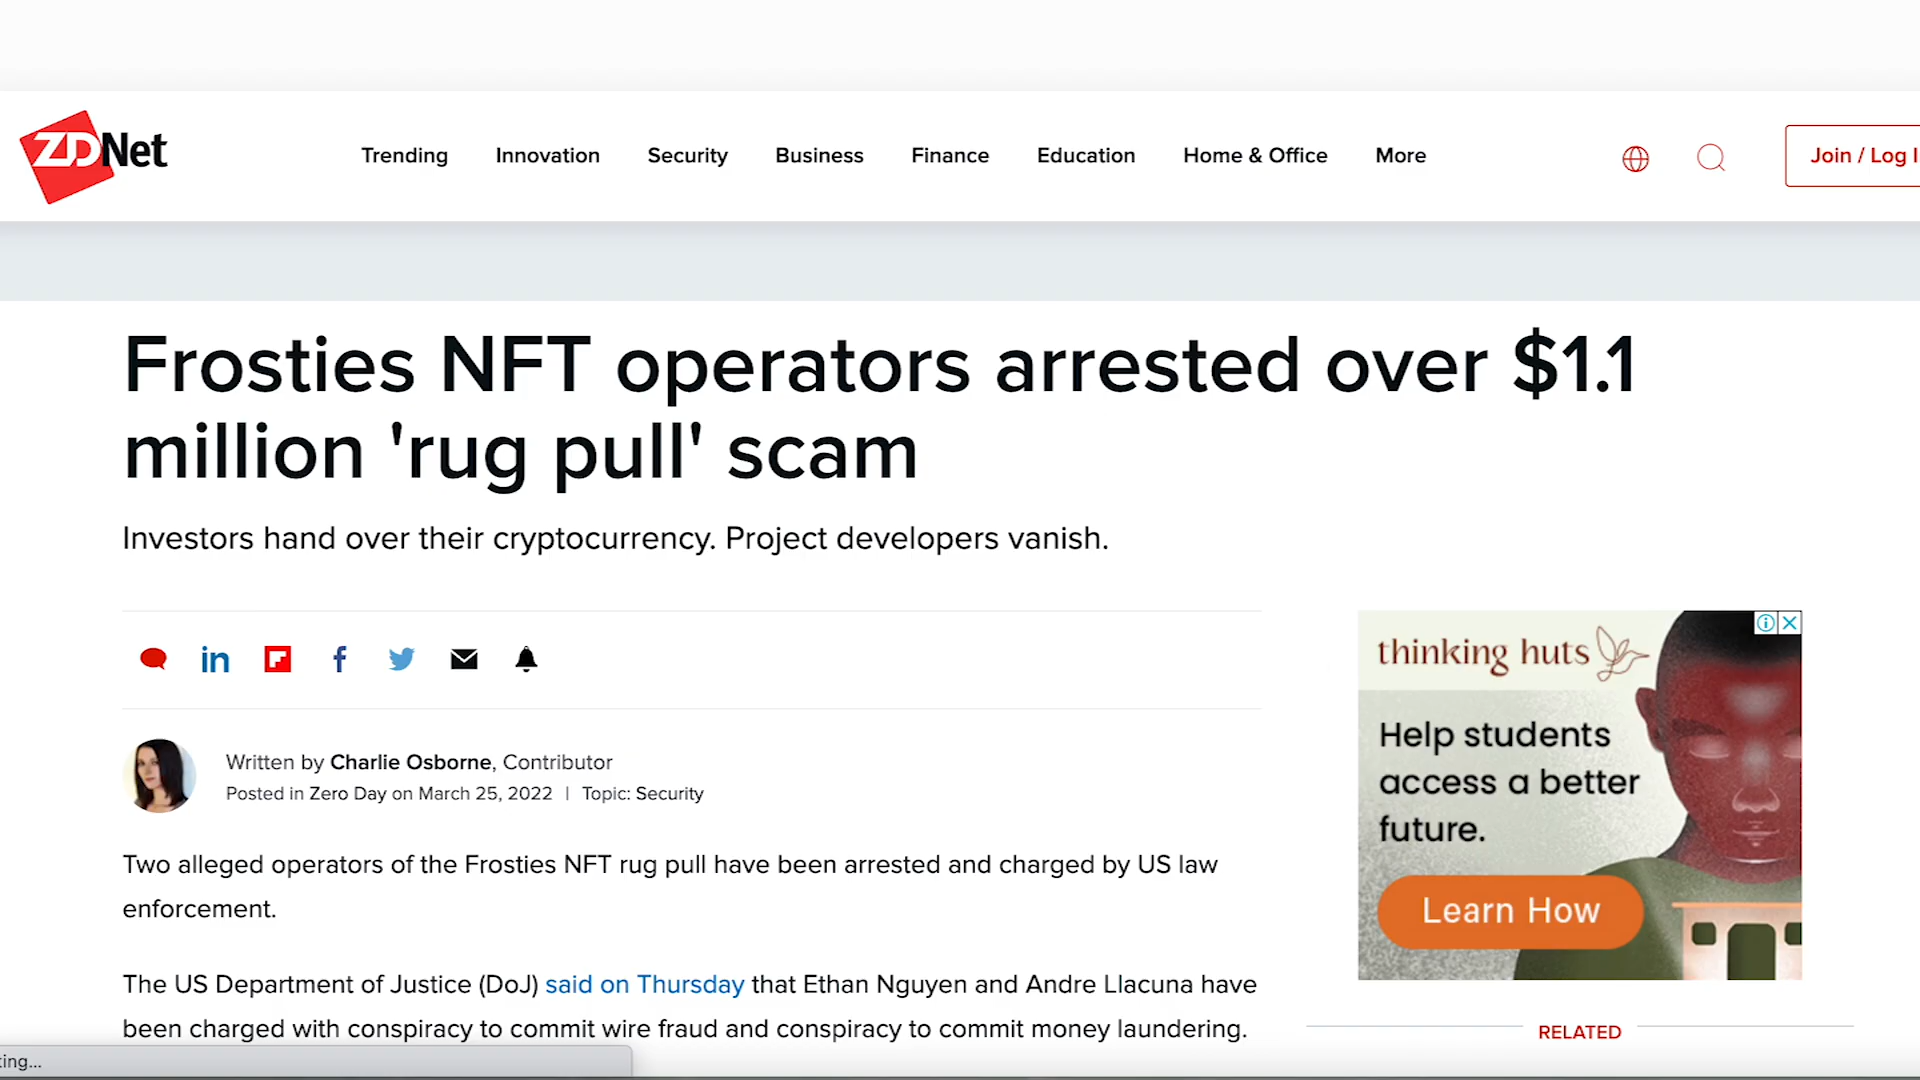 ZDNet
Trending Innovation Security Business Finance Education Home & Office More
Join / Log I
Frosties NFT operators arrested over $1.1
million 'rug pull' scam
Investors hand over their cryptocurrency. Project developers vanish.
in
f
Written by Charlie Osborne, Contributor
Posted in Zero Day on March 25, 2022 | Topic: Security
Two alleged operators of the Frosties NFT rug pull have been arrested and charged by US law
enforcement.
The US Department of Justice (DoJ) said on Thursday that Ethan Nguyen and Andre Llacuna have
been charged with conspiracy to commit wire fraud and conspiracy to commit money laundering.
thinking huts
Help students
access a better
future.
Learn How
RELATED
ting...